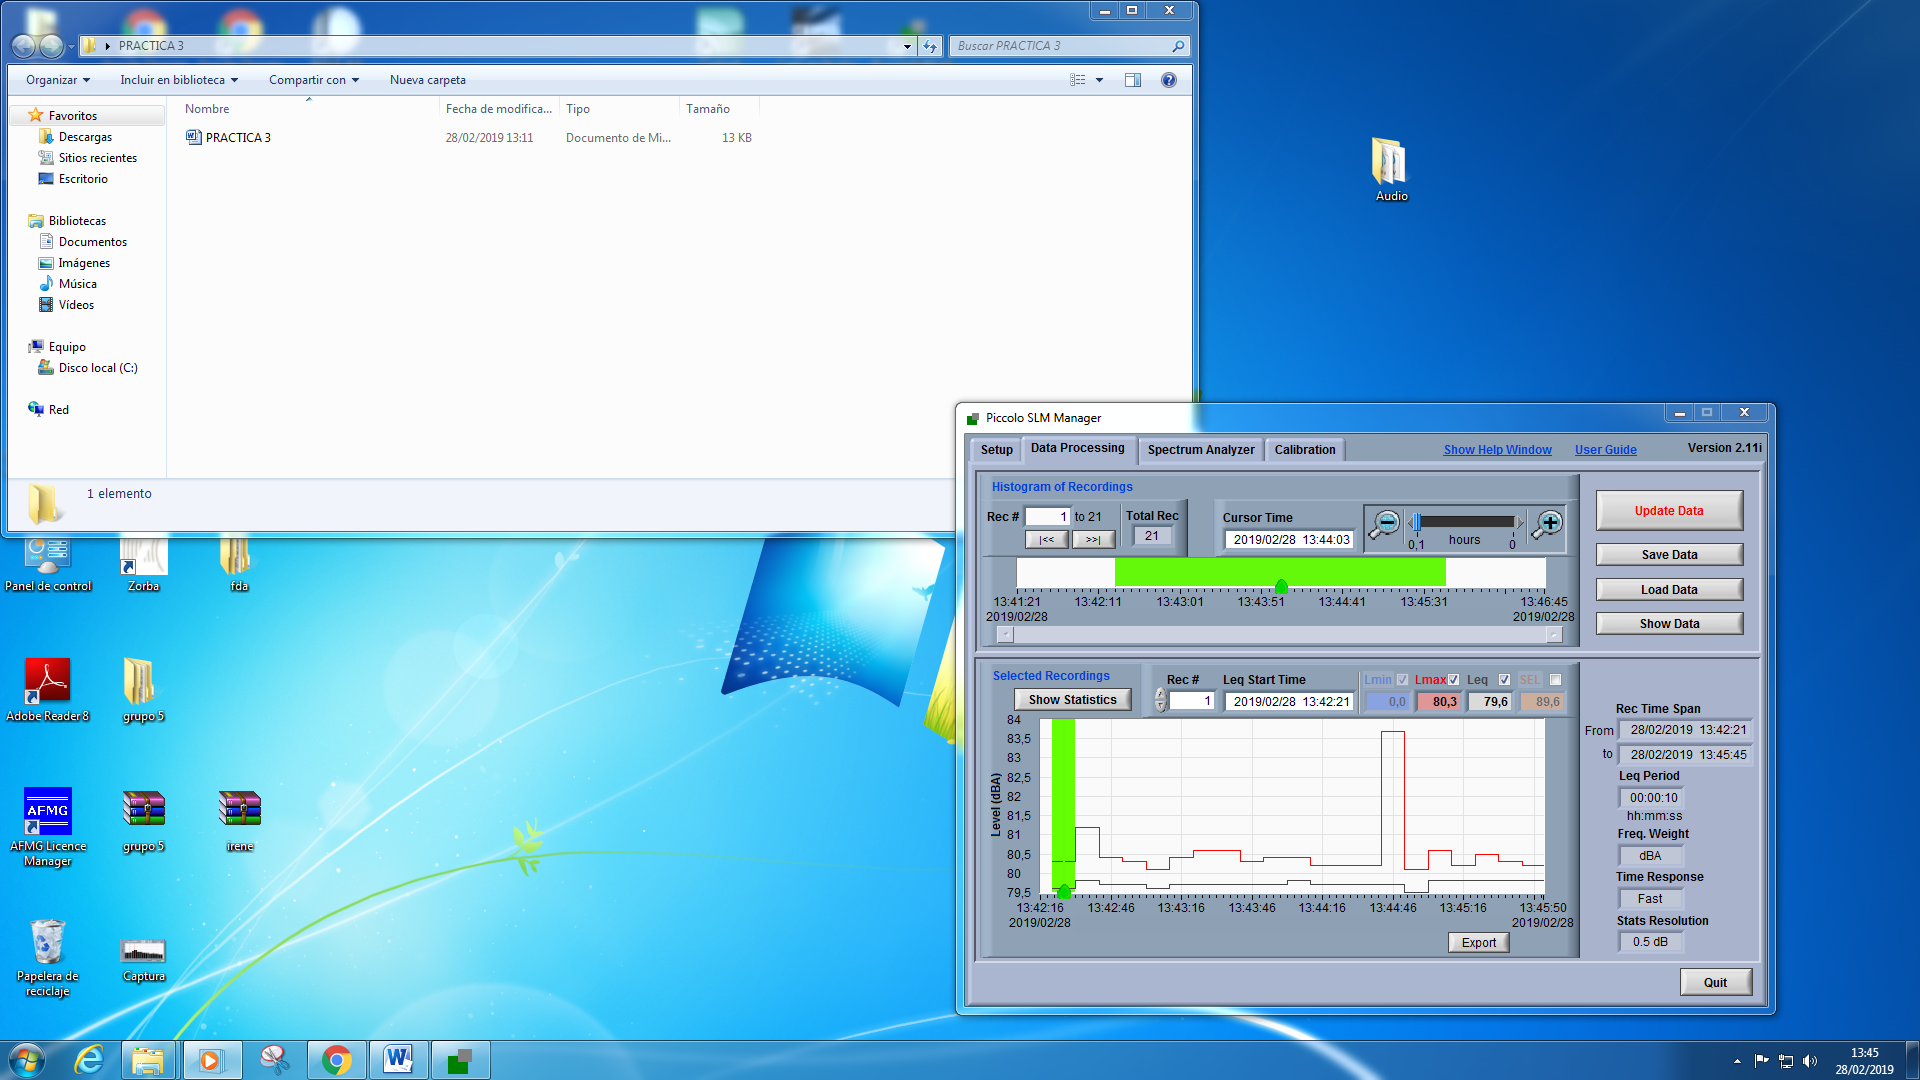 PRACTICA 3
Buscar PRACTICA 3
Organizar
Incluir en biblioteca
Compartir con
Nueva carpeta
Nombre
Fecha de modifica...
Tipo
Tamaño
PRACTICA 3
28/02/2019 13:11
Documento de Mi...
13 KB
Favoritos
Descargas
Sitios recientes
Escritorio
Bibliotecas
Documentos
Imágenes
Música
Vídeos
Equipo
Disco local (C:)
Red
1 elemento
Audio
Panel de control
Zorba
fda
Adobe Reader 8
grupo 5
AFMG
AFMG Licence
Manager
grupo 5
irene
Papelera de
reciclaje
Captura
Piccolo SLM Manager
Setup
Data Processing
Spectrum Analyzer
Calibration
Show Help Window
User Guide
Version 2.11i
Histogram of Recordings
Rec #
1
to 21
|<<
>>|
Total Rec
21
Cursor Time
2019/02/28 13:44:03
0,1
hours
0
13:41:21
13:42:11
13:43:01
13:43:51
13:44:41
13:45:31
13:46:45
2019/02/28
2019/02/28
Update Data
Save Data
Load Data
Show Data
Selected Recordings
Show Statistics
Rec #
1
Leq Start Time
2019/02/28 13:42:21
Lmin
0,0
Lmax
80,3
Leq
79,6
SEL
89,6
Level (dBA)
84
83,5
83
82,5
82
81,5
81
80,5
80
79,5
13:42:16
13:42:46
13:43:16
13:43:46
13:44:16
13:44:46
13:45:16
13:45:50
2019/02/28
2019/02/28
Export
Rec Time Span
From
28/02/2019 13:42:21
to
28/02/2019 13:45:45
Leq Period
00:00:10
hh:mm:ss
Freq. Weight
dBA
Time Response
Fast
Stats Resolution
0.5 dB
Quit
13:45
28/02/2019